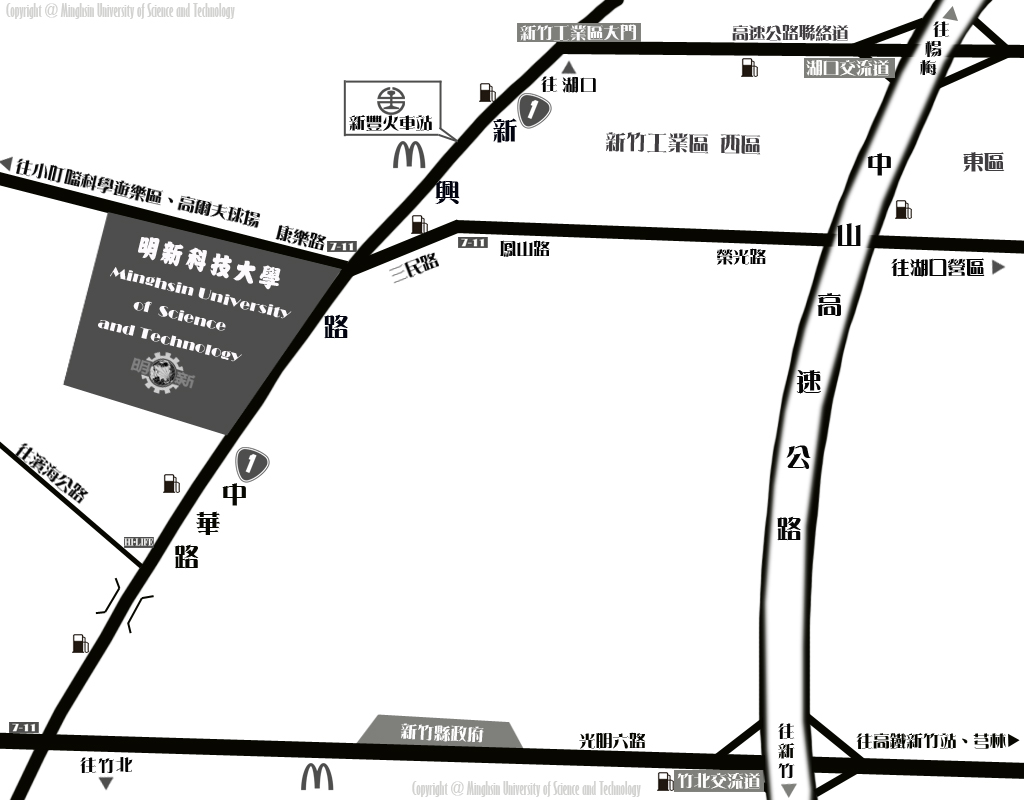 Copyright @ Minghsin University of Science and Technology
新竹工業區大門
高速公路聯絡道
往楊梅
湖口交流道
往 湖口
1
新豐火車站
新竹工業區 西區
東區
中山高速公路
新興路
往小叮噹科學遊樂區、高爾夫球場
康樂路
7-11
7-11
三民路
鳳山路
榮光路
往湖口營區
明新科技大學
Minghsin University
of Science
and Technology
明新
往濱海公路
1
中華路
HI-LIFE
7-11
新竹縣政府
光明六路
往新竹
往高鐵新竹站、芎林
往竹北
竹北交流道
Copyright @ Minghsin University of Science and Technology